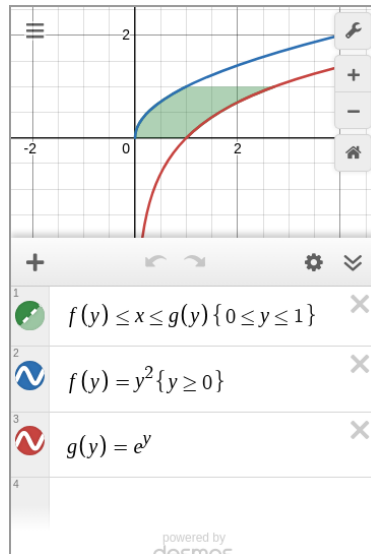 2
-2
0
2
+
−
+
1
f(y) ≤ x ≤ g(y){0 ≤ y ≤ 1}
2
f(y) = y²{y ≥ 0}
3
g(y) = eʸ
4
powered by
desmos